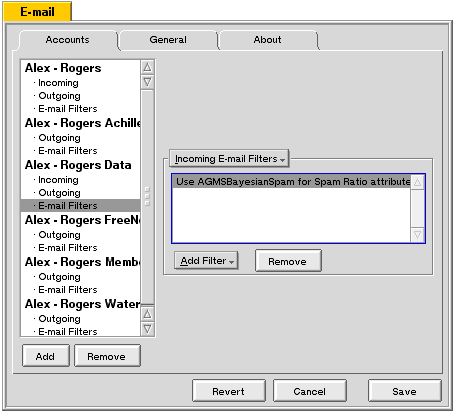 E-mail
Accounts
General
About
Alex - Rogers
· Incoming
· Outgoing
· E-mail Filters
Alex - Rogers Achille
· Outgoing
· E-mail Filters
Alex - Rogers Data
· Incoming
· Outgoing
· E-mail Filters
Alex - Rogers FreeNe
· Outgoing
· E-mail Filters
Alex - Rogers Membe
· Outgoing
· E-mail Filters
Alex - Rogers Water
· Outgoing
· E-mail Filters
Add
Remove
Incoming E-mail Filters
Use AGMSBayesianSpam for Spam Ratio attribute
Add Filter
Remove
Revert
Cancel
Save